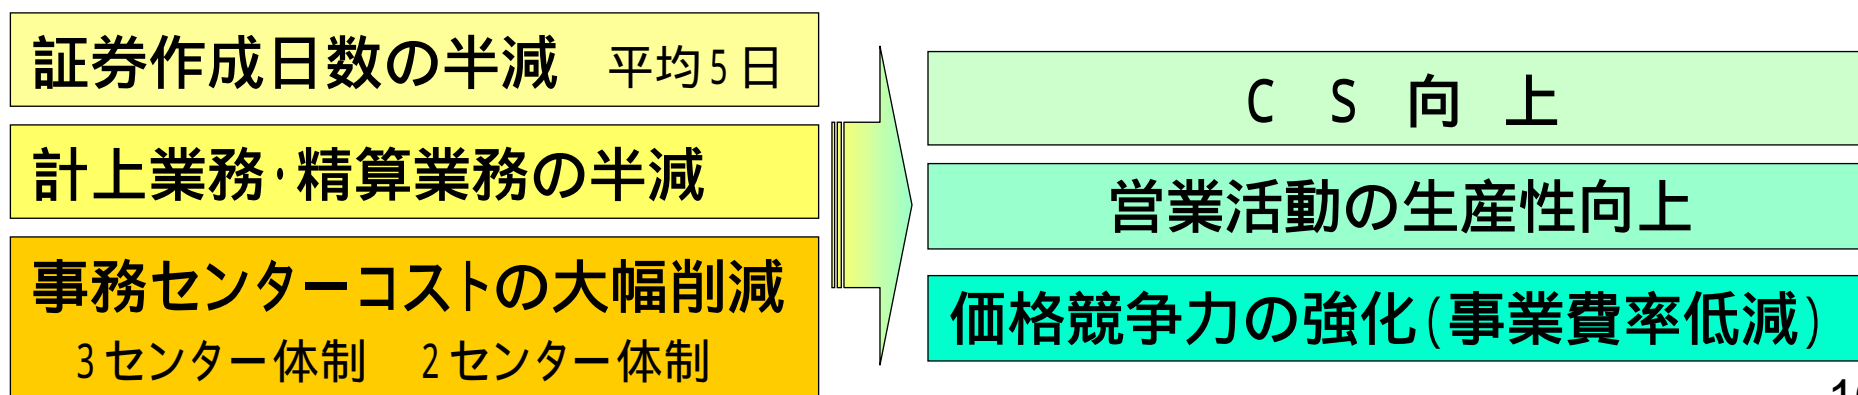 証券作成日数の半減　平均5日
計上業務･精算業務の半減
事務センターコストの大幅削減
3センター体制　2センター体制
C S 向 上
営業活動の生産性向上
価格競争力の強化(事業費率低減)